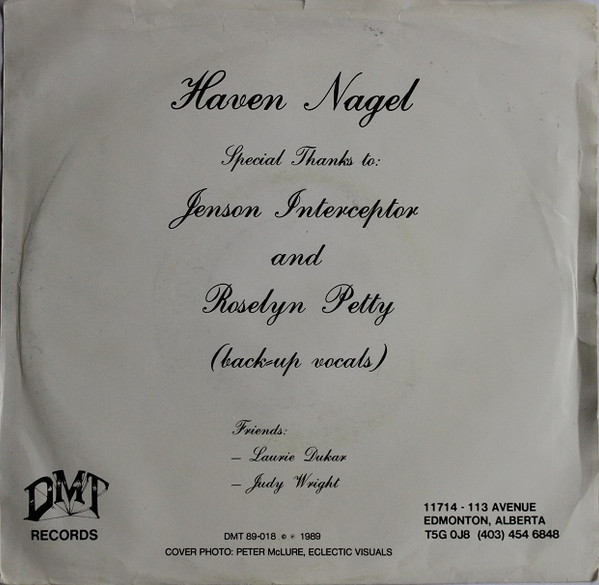 Haven Nagel
Special Thanks to:
Jenson Interceptor
and
Roselyn Petty
(back-up vocals)
Friends:
– Laurie Dukar
– Judy Wright
DMT
RECORDS
DMT 89-018 © ℗ 1989
COVER PHOTO: PETER McLURE, ECLECTIC VISUALS
11714 - 113 AVENUE
EDMONTON, ALBERTA
T5G 0J8 (403) 454 6848